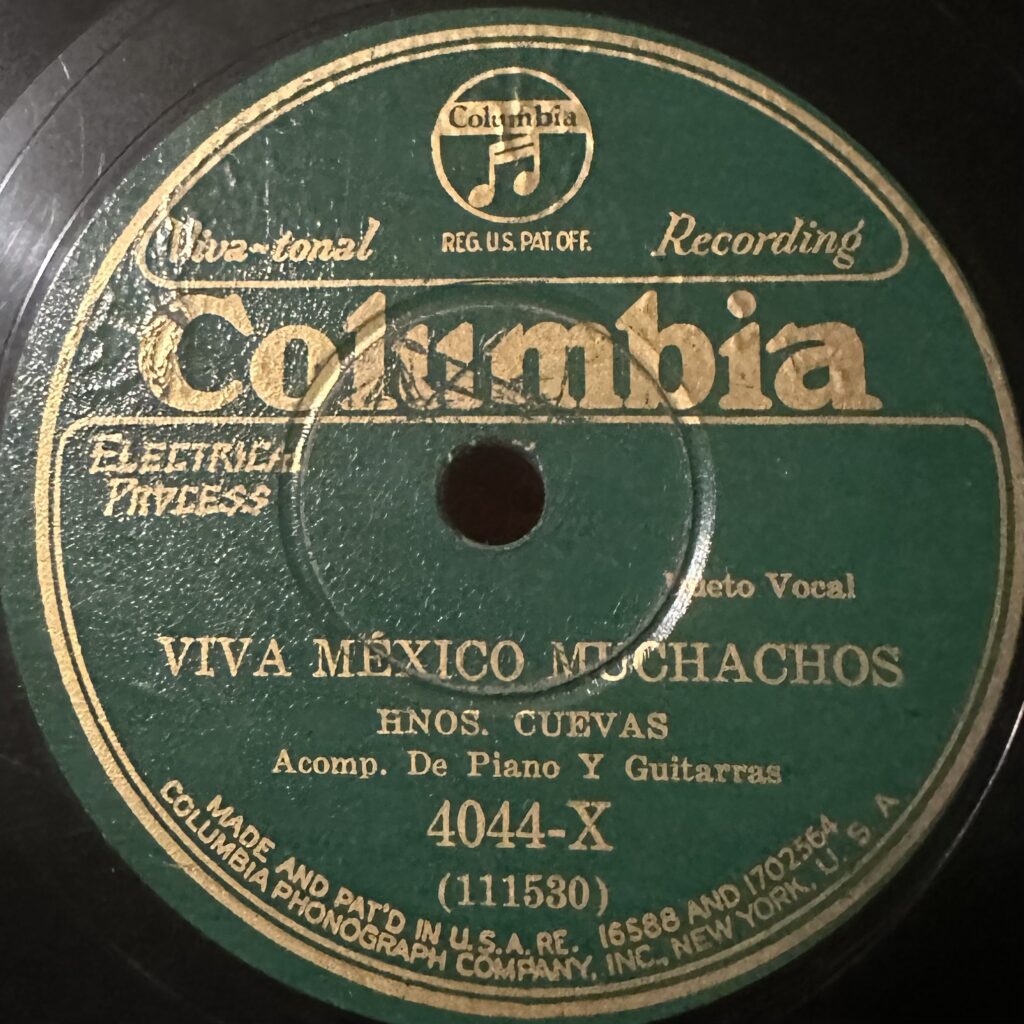 Columbia
REG. U.S. PAT. OFF.
Viva-tonal Recording
Columbia
ELECTRICAL
PROCESS
Vocal
VIVA MÉXICO MUCHACHOS
HNOS. CUEVAS
Acomp. De Piano Y Guitarras
4044-X
(111530)
MADE AND PAT'D IN U.S.A. RE. 16588 AND 1702564
COLUMBIA PHONOGRAPH COMPANY, INC., NEW YORK, U. S. A